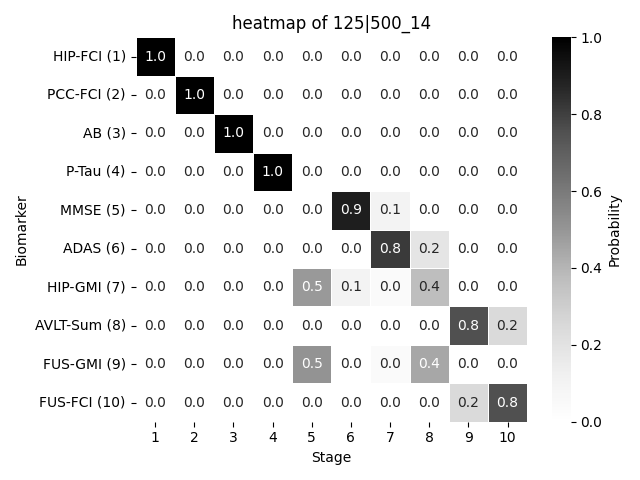 heatmap of 125|500_14
HIP-FCI (1) 1.0 0.0 0.0 0.0 0.0 0.0 0.0 0.0 0.0 0.0
PCC-FCI (2) 0.0 1.0 0.0 0.0 0.0 0.0 0.0 0.0 0.0 0.0
AB (3) 0.0 0.0 1.0 0.0 0.0 0.0 0.0 0.0 0.0 0.0
P-Tau (4) 0.0 0.0 0.0 1.0 0.0 0.0 0.0 0.0 0.0 0.0
MMSE (5) 0.0 0.0 0.0 0.0 0.0 0.9 0.1 0.0 0.0 0.0
ADAS (6) 0.0 0.0 0.0 0.0 0.0 0.0 0.8 0.2 0.0 0.0
HIP-GMI (7) 0.0 0.0 0.0 0.0 0.5 0.1 0.0 0.4 0.0 0.0
AVLT-Sum (8) 0.0 0.0 0.0 0.0 0.0 0.0 0.0 0.0 0.8 0.2
FUS-GMI (9) 0.0 0.0 0.0 0.0 0.5 0.0 0.0 0.4 0.0 0.0
FUS-FCI (10) 0.0 0.0 0.0 0.0 0.0 0.0 0.0 0.0 0.2 0.8
1 2 3 4 5 6 7 8 9 10
Stage
Biomarker
1.0
0.8
0.6
0.4
0.2
0.0
Probability